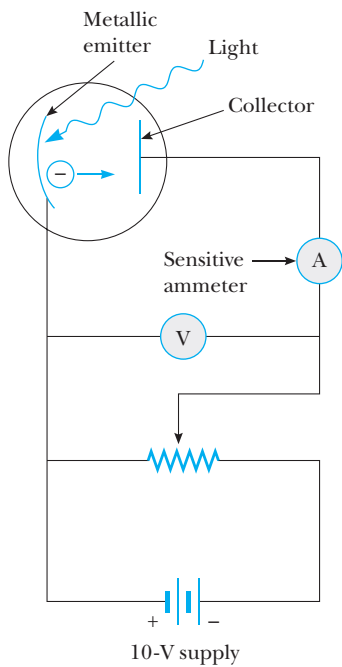 Metallic
emitter
Light
Collector
−
Sensitive
ammeter
A
V
+ −
10-V supply